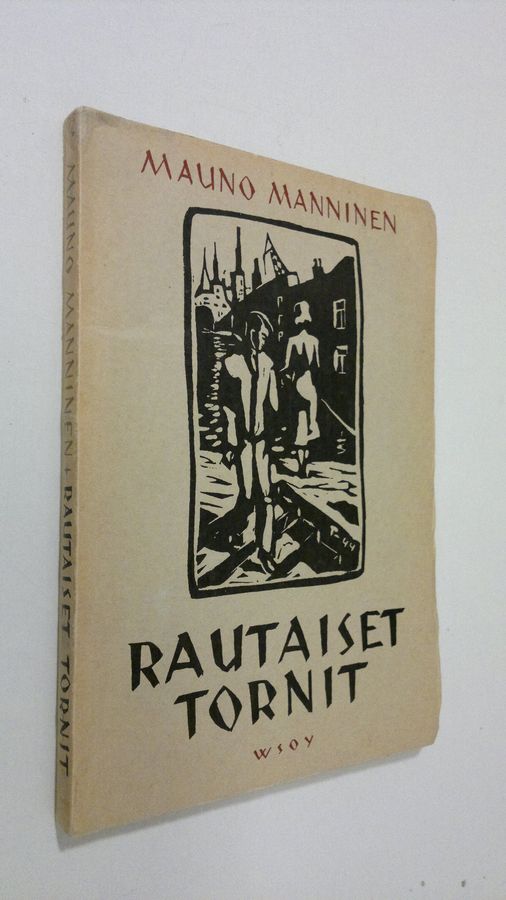 MAUNO MANNINEN
RAUTAISET
TORNIT
WSOY
MAUNO MANNINEN RAUTAISET TORNIT